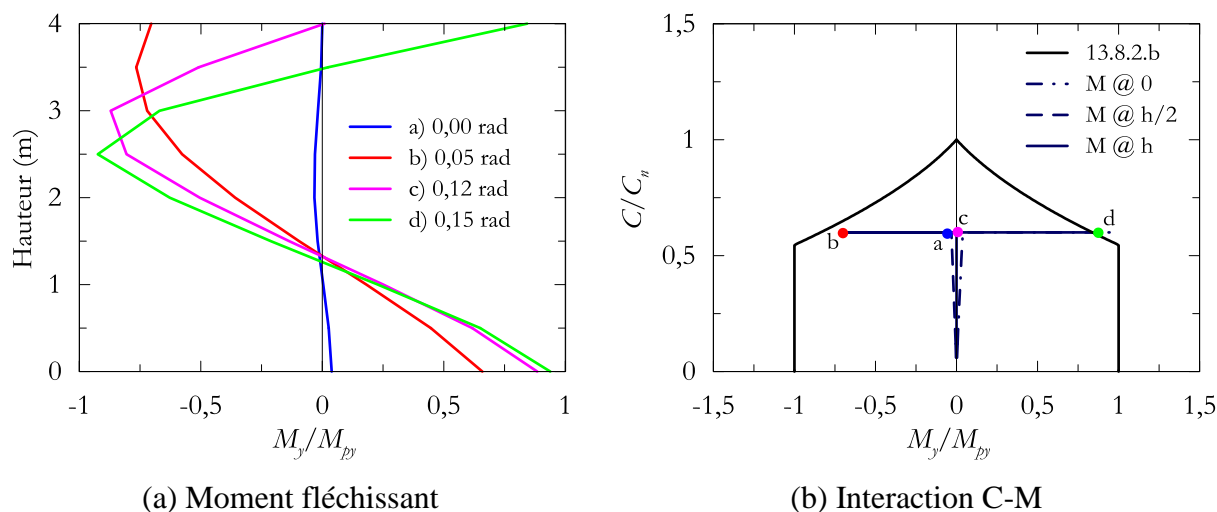 4
3
2
1
0
Hauteur (m)
a) 0,00 rad
b) 0,05 rad
c) 0,12 rad
d) 0,15 rad
-1
-0,5
0
0,5
1
M_y/M_py
(a) Moment fléchissant
1,5
1
0,5
0
C/C_n
13.8.2.b
M @ 0
M @ h/2
M @ h
b
a
c
d
-1,5
-1
-0,5
0
0,5
1
1,5
M_y/M_py
(b) Interaction C-M